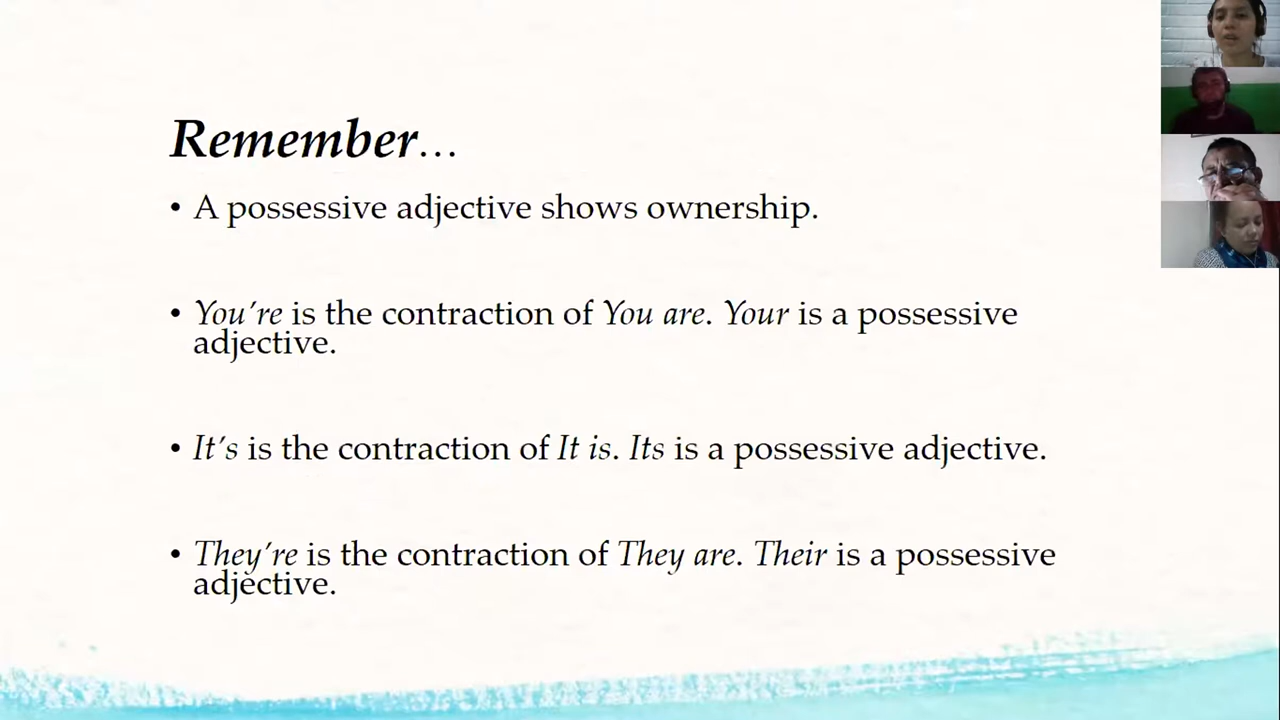 Remember…
• A possessive adjective shows ownership.
• You’re is the contraction of You are. Your is a possessive
adjective.
• It’s is the contraction of It is. Its is a possessive adjective.
• They’re is the contraction of They are. Their is a possessive
adjective.